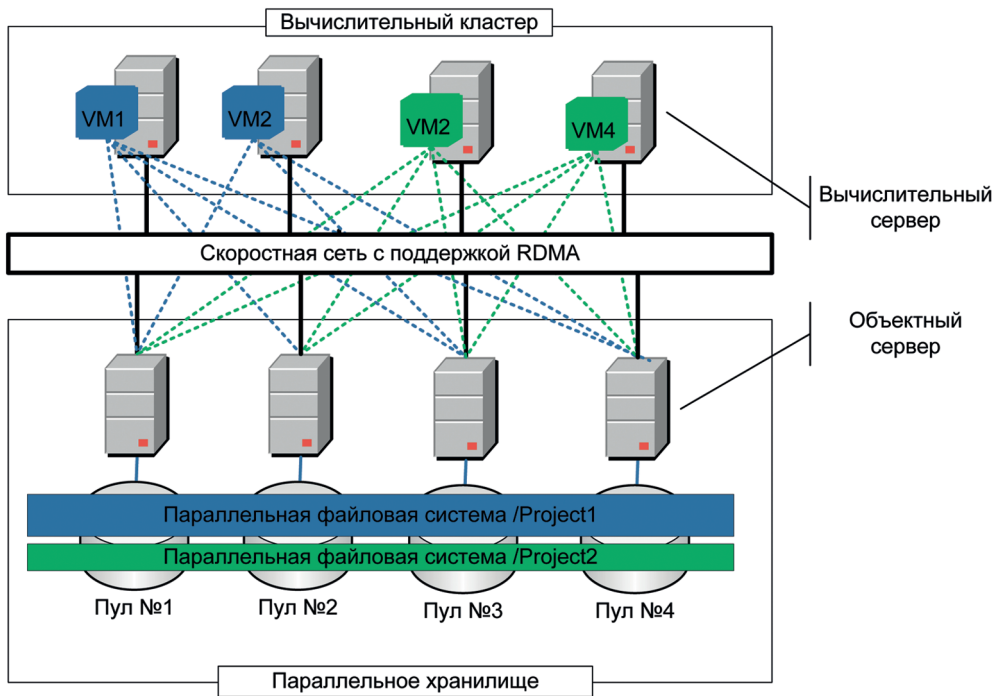 Вычислительный кластер
VM1
VM2
VM2
VM4
Вычислительный
сервер
Скоростная сеть с поддержкой RDMA
Объектный
сервер
Параллельная файловая система /Project1
Параллельная файловая система /Project2
Пул №1
Пул №2
Пул №3
Пул №4
Параллельное хранилище